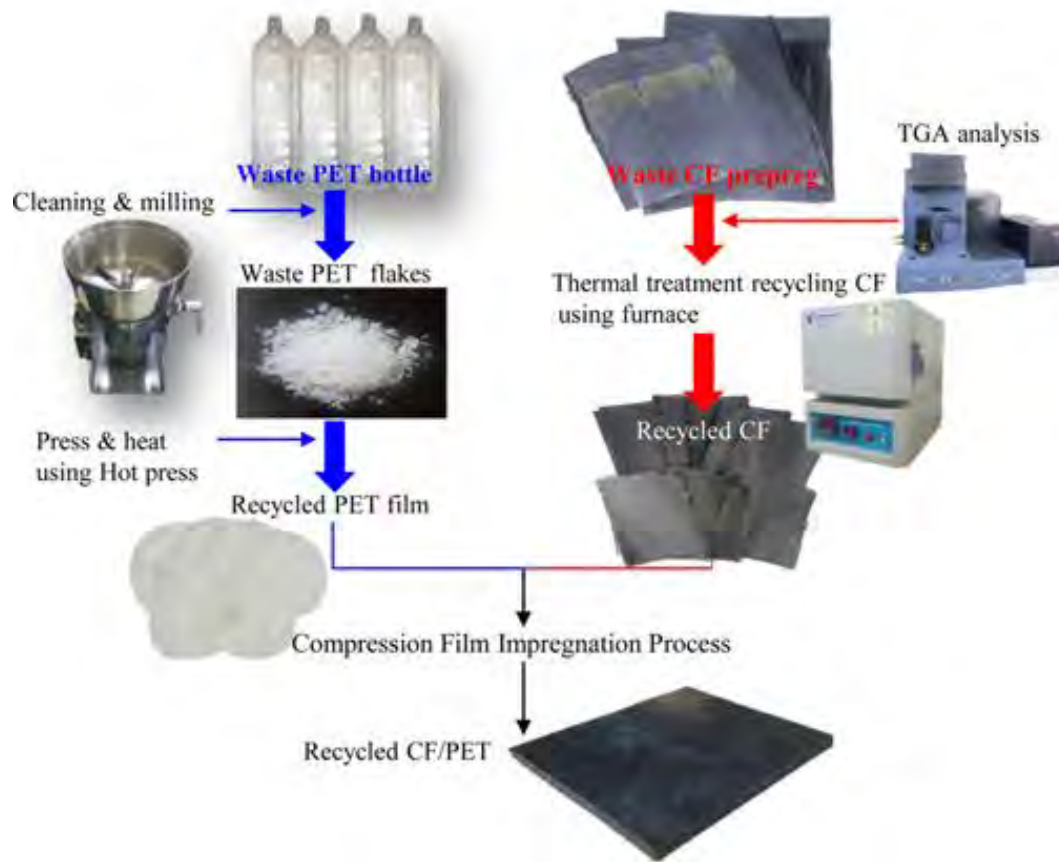 Waste PET bottle
Waste CF prepreg
TGA analysis
Cleaning & milling
Waste PET flakes
Thermal treatment recycling CF
using furnace
Recycled CF
Press & heat
using Hot press
Recycled PET film
Compression Film Impregnation Process
Recycled CF/PET